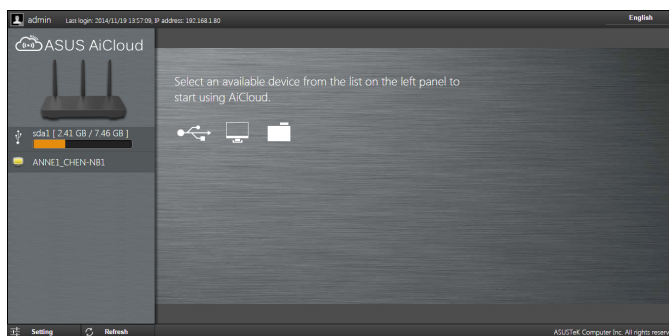 admin Last login: 2014/11/19 13:57:09, IP address: 192.168.1.80 English
ASUS AiCloud
Select an available device from the list on the left panel to
start using AiCloud.
sda1 [ 2.41 GB / 7.46 GB ]
ANNE1_CHEN-NB1
Setting Refresh ASUSTeK Computer Inc. All rights reserv